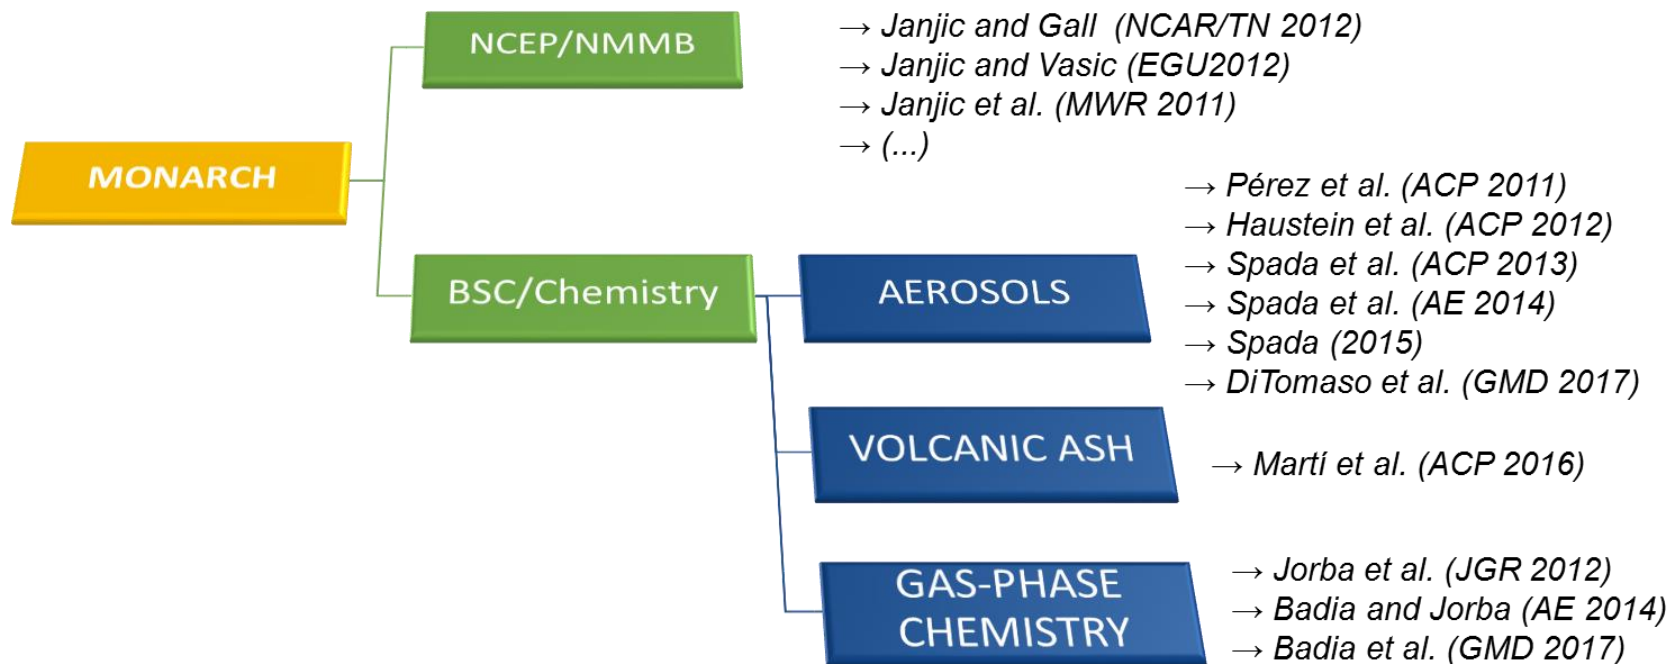 NCEP/NMMB
→ Janjic and Gall (NCAR/TN 2012)
→ Janjic and Vasic (EGU2012)
→ Janjic et al. (MWR 2011)
→ (...)
MONARCH
BSC/Chemistry
AEROSOLS
→ Pérez et al. (ACP 2011)
→ Haustein et al. (ACP 2012)
→ Spada et al. (ACP 2013)
→ Spada et al. (AE 2014)
→ Spada (2015)
→ DiTomaso et al. (GMD 2017)
VOLCANIC ASH
→ Martí et al. (ACP 2016)
GAS-PHASE
CHEMISTRY
→ Jorba et al. (JGR 2012)
→ Badia and Jorba (AE 2014)
→ Badia et al. (GMD 2017)